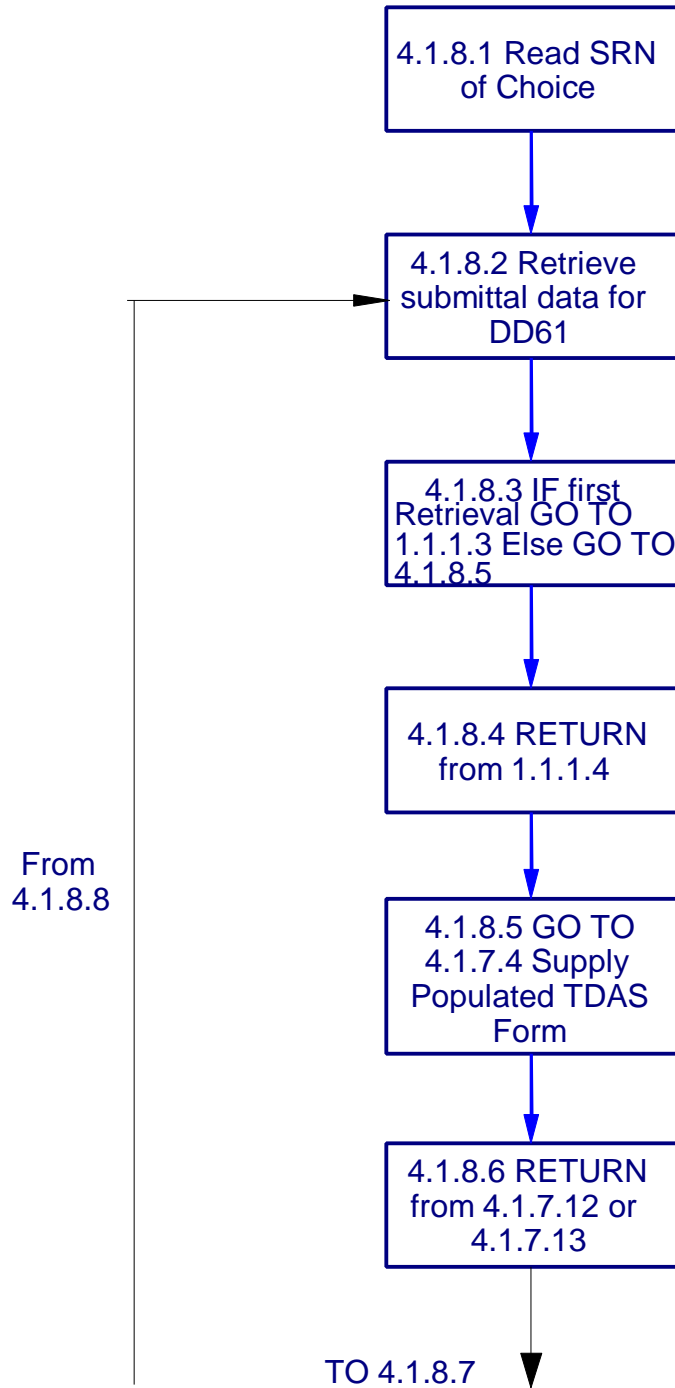 4.1.8.1 Read SRN
of Choice
4.1.8.2 Retrieve
submittal data for
DD61
4.1.8.3 IF first
Retrieval GO TO
1.1.1.3 Else GO TO
4.1.8.5
4.1.8.4 RETURN
from 1.1.1.4
From
4.1.8.8
4.1.8.5 GO TO
4.1.7.4 Supply
Populated TDAS
Form
4.1.8.6 RETURN
from 4.1.7.12 or
4.1.7.13
TO 4.1.8.7